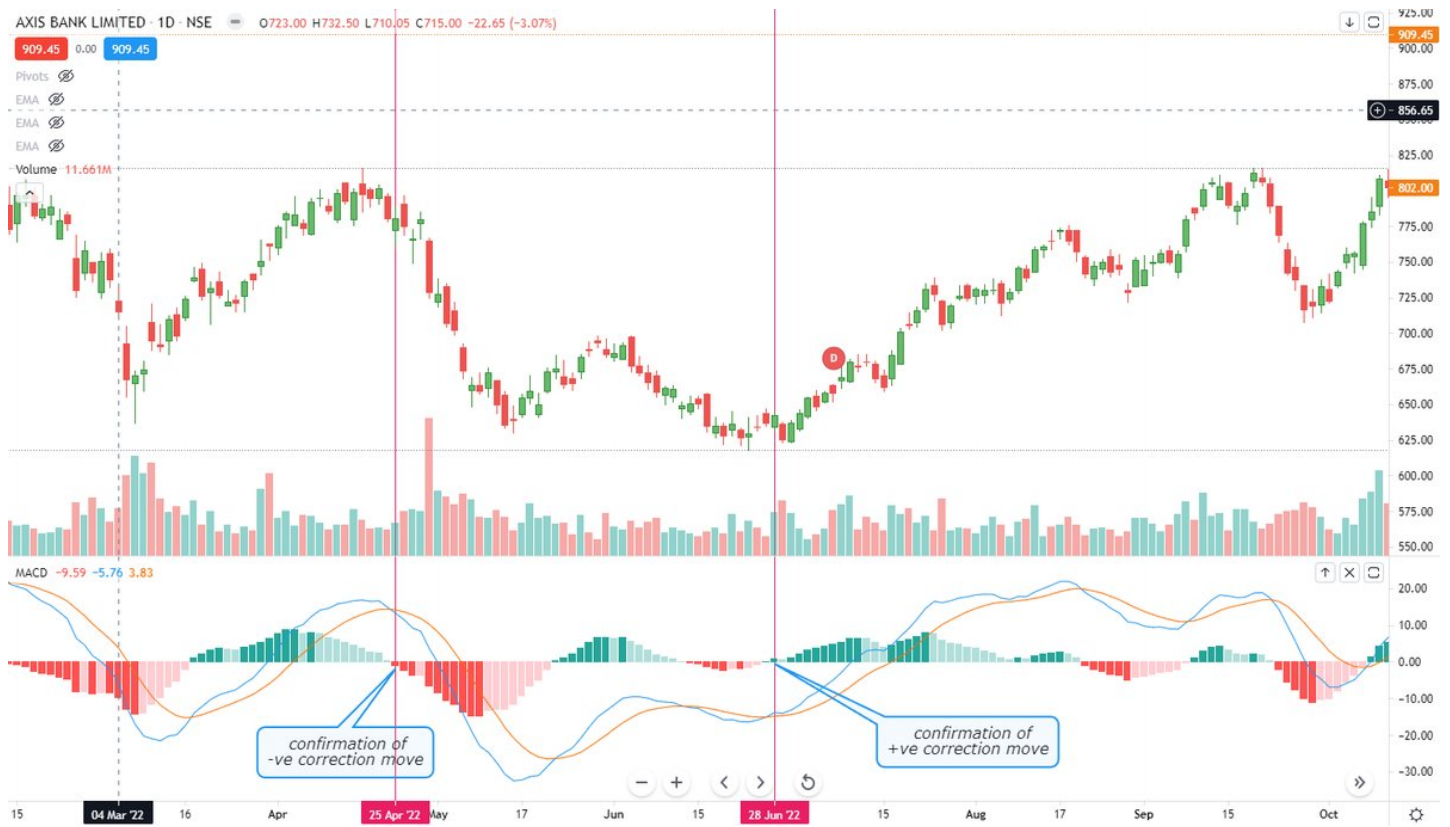 AXIS BANK LIMITED · 1D · NSE O723.00 H732.50 L710.05 C715.00 -22.65 (-3.07%)
909.45 0.00 909.45
Pivots
EMA
EMA
EMA
Volume 11.661M
925.00
909.45
900.00
875.00
856.65
850.00
825.00
802.00
775.00
750.00
725.00
700.00
675.00
650.00
625.00
600.00
575.00
550.00
D
MACD -9.59 -5.76 3.83
20.00
10.00
0.00
-10.00
-20.00
-30.00
confirmation of
-ve correction move
confirmation of
+ve correction move
15 04 Mar '22 16 Apr 25 Apr '22 May 17 Jun 15 28 Jun '22 15 Aug 17 Sep 15 Oct